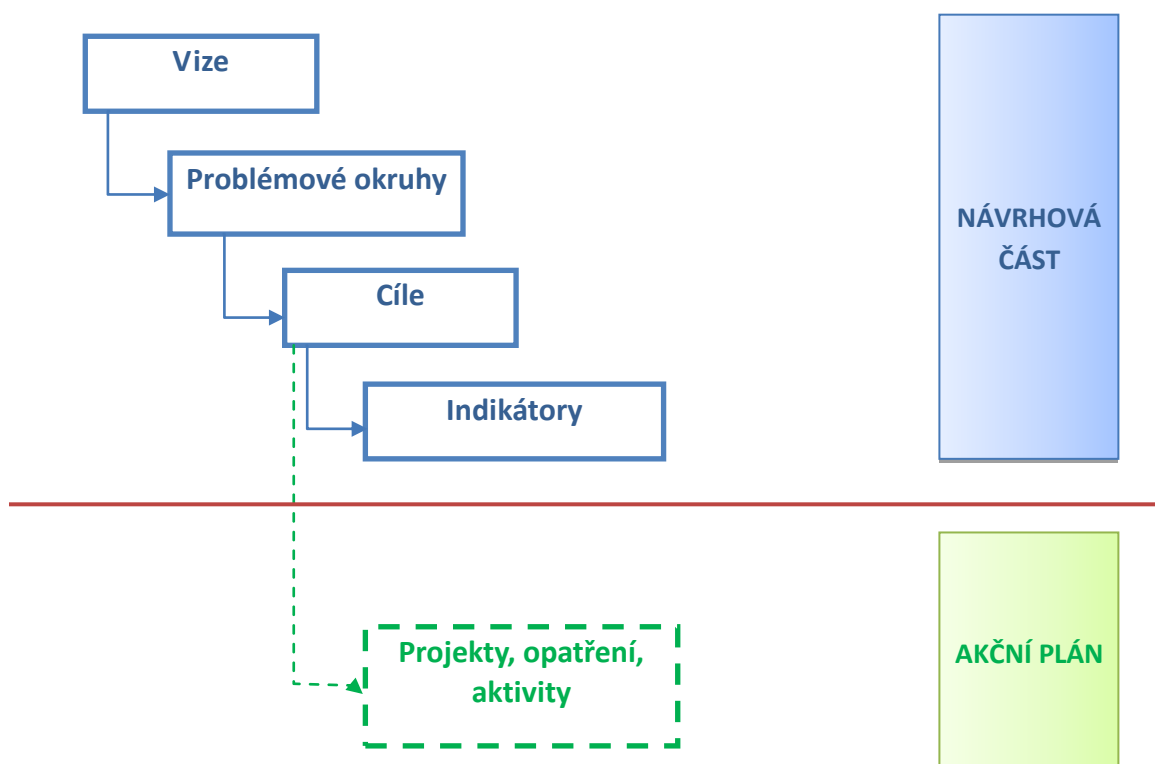 Vize
Problémové okruhy
NÁVRHOVÁ
ČÁST
Cíle
Indikátory
Projekty, opatření,
aktivity
AKČNÍ PLÁN